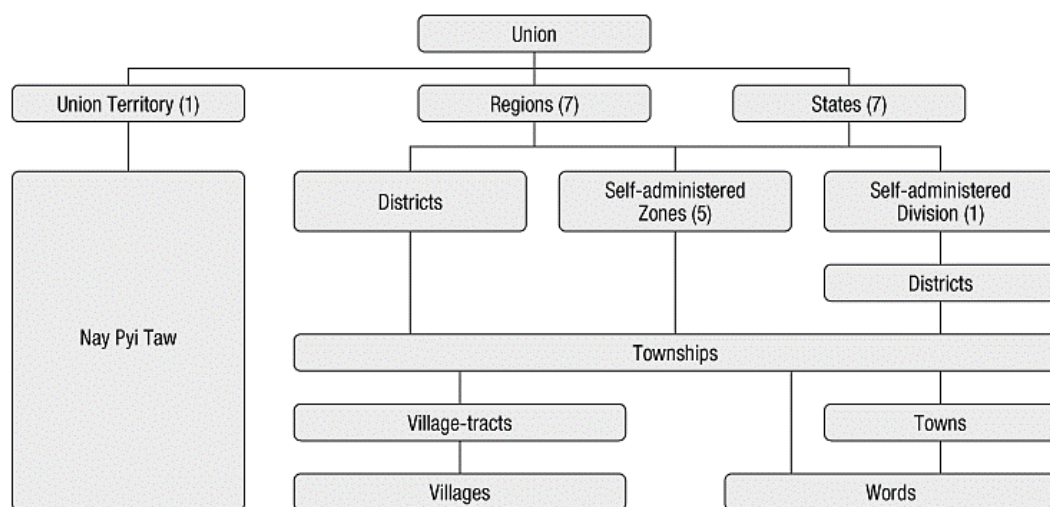 Union
Union Territory (1)
Regions (7)
States (7)
Districts
Self-administered
Zones (5)
Self-administered
Division (1)
Districts
Nay Pyi Taw
Townships
Village-tracts
Towns
Villages
Words